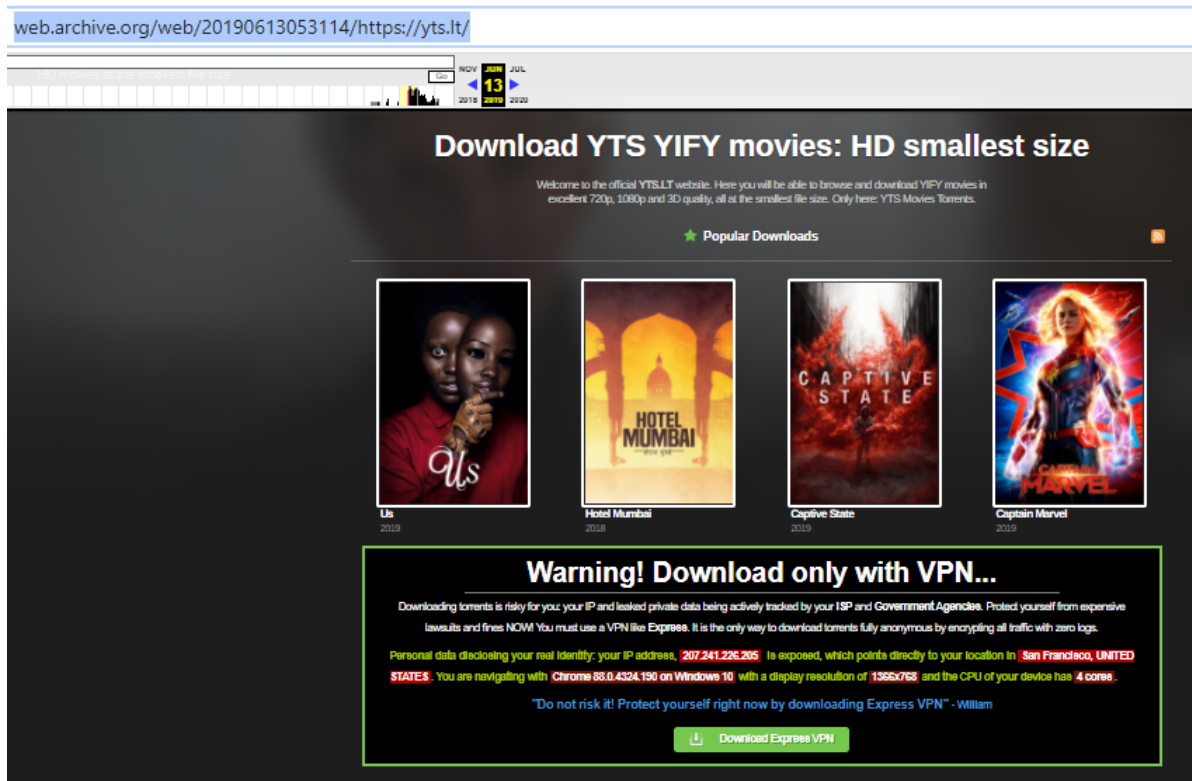 web.archive.org/web/20190613053114/https://yts.lt/
HD movies at the smallest file size
Go
NOV JUN JUL
13
2018 2019 2020
Download YTS YIFY movies: HD smallest size
Welcome to the official YTS.LT website. Here you will be able to browse and download YIFY movies in
excellent 720p, 1080p and 3D quality, all at the smallest file size. Only here: YTS Movies Torrents.
Popular Downloads
Us
HOTEL
MUMBAI
CAPTIVE
STATE
CAPTAIN
MARVEL
Us
2019
Hotel Mumbai
2018
Captive State
2019
Captain Marvel
2019
Warning! Download only with VPN...
Downloading torrents is risky for you: your IP and leaked private data being actively tracked by your ISP and Government Agencies. Protect yourself from expensive
lawsuits and fines NOW! You must use a VPN like Express. It is the only way to download torrents fully anonymous by encrypting all traffic with zero logs.
Personal data disclosing your real identity: your IP address, 207.241.226.205 is exposed, which points directly to your location in San Francisco, UNITED
STATES. You are navigating with Chrome 88.0.4324.190 on Windows 10 with a display resolution of 1366x768 and the CPU of your device has 4 cores.
"Do not risk it! Protect yourself right now by downloading Express VPN" - William
Download Express VPN